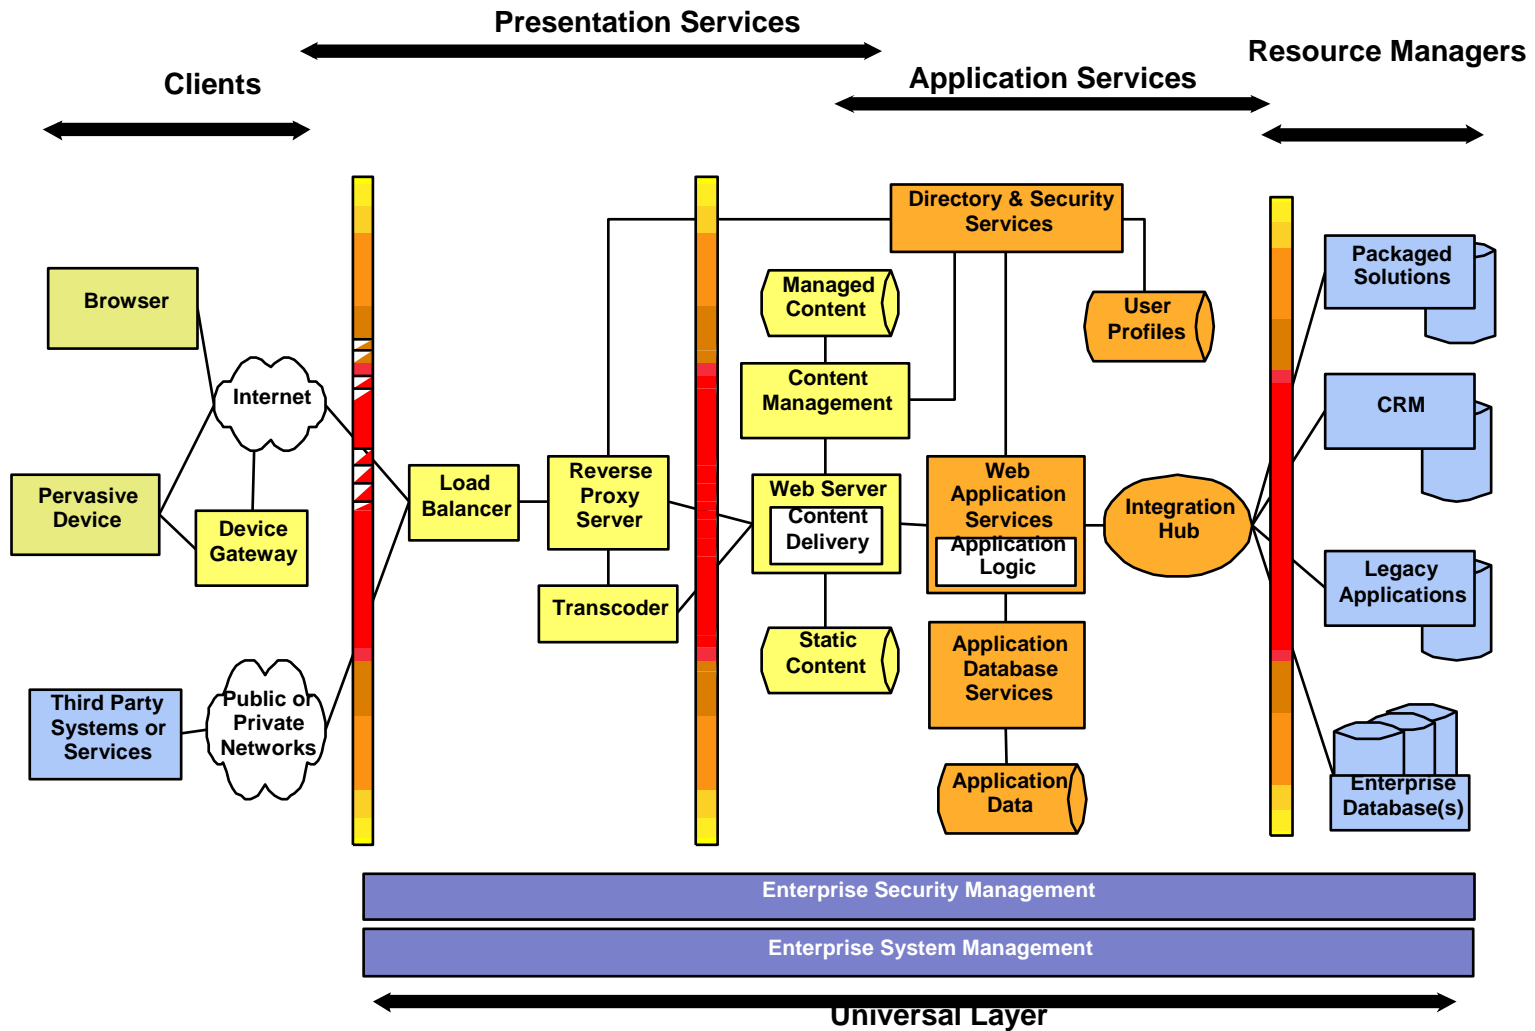 Presentation Services
Resource Managers
Clients
Application Services
Directory & Security
Services
Packaged
Solutions
Browser
Managed
Content
User
Profiles
Internet
Content
Management
CRM
Pervasive
Device
Device
Gateway
Load
Balancer
Reverse
Proxy
Server
Web Server
Content
Delivery
Web
Application
Services
Application
Logic
Integration
Hub
Legacy
Applications
Transcoder
Static
Content
Application
Database
Services
Third Party
Systems or
Services
Public or
Private
Networks
Application
Data
Enterprise
Database(s)
Enterprise Security Management
Enterprise System Management
Universal Layer